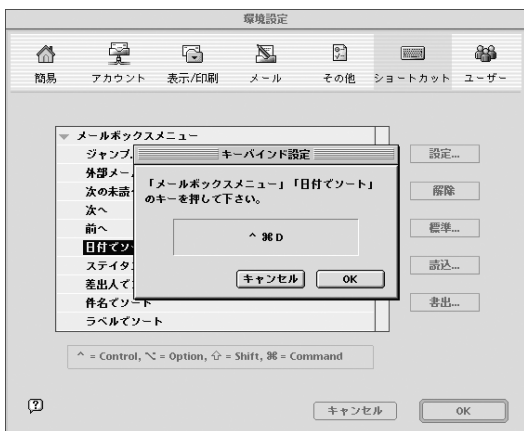 環境設定
簡易
アカウント
表示/印刷
メール
その他
ショートカット
ユーザー
メールボックスメニュー
ジャンプ
外部メー
次の未読
次へ
前へ
日付でソ
ステイタ
差出人で
件名でソート
ラベルでソート
キーバインド設定
「メールボックスメニュー」「日付でソート」
のキーを押して下さい。
^ ⌘ D
キャンセル
OK
設定...
解除
標準...
読込...
書出...
^ = Control, ⌥ = Option, ⇧ = Shift, ⌘ = Command
?
キャンセル
OK